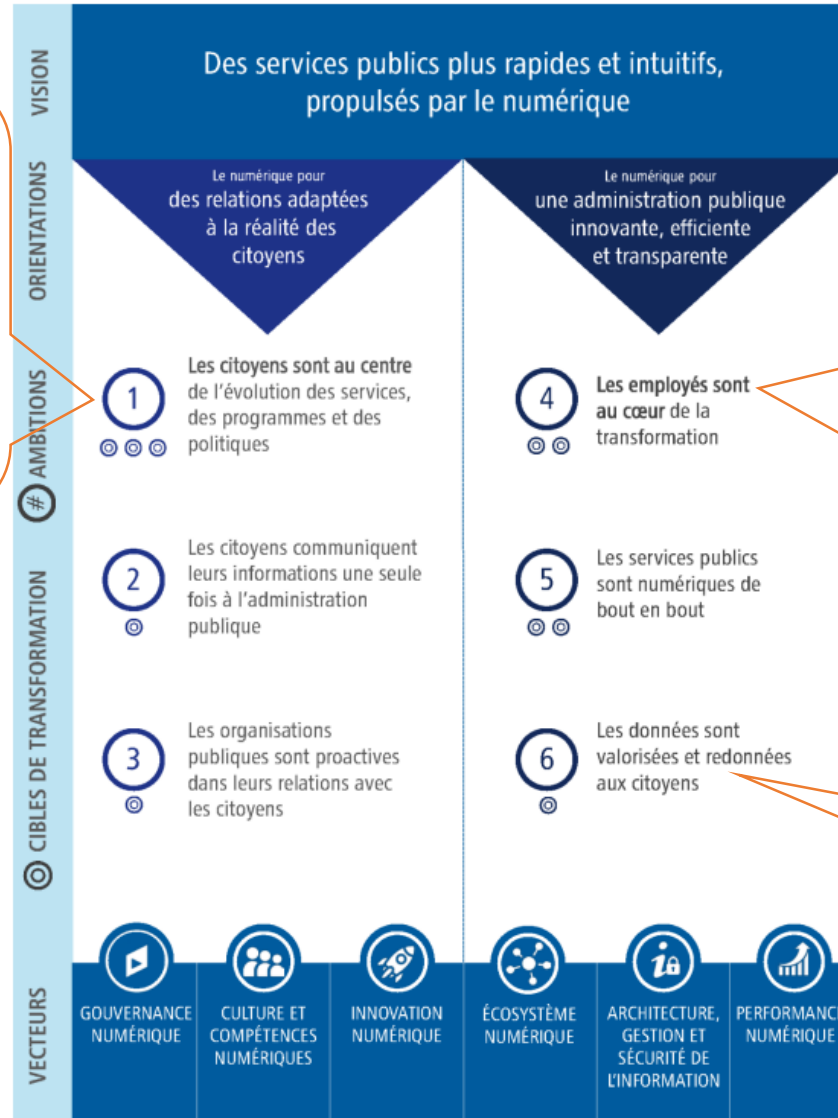 VISION
Des services publics plus rapides et intuitifs,
propulsés par le numérique
ORIENTATIONS
Le numérique pour
des relations adaptées
à la réalité des
citoyens
Le numérique pour
une administration publique
innovante, efficiente
et transparente
# AMBITIONS
1
Les citoyens sont au centre
de l'évolution des services,
des programmes et des
politiques
4
Les employés sont
au cœur de la
transformation
CIBLES DE TRANSFORMATION
2
Les citoyens communiquent
leurs informations une seule
fois à l'administration
publique
5
Les services publics
sont numériques de
bout en bout
3
Les organisations
publiques sont proactives
dans leurs relations avec
les citoyens
6
Les données sont
valorisées et redonnées
aux citoyens
VECTEURS
GOUVERNANCE
NUMÉRIQUE
CULTURE ET
COMPÉTENCES
NUMÉRIQUES
INNOVATION
NUMÉRIQUE
ÉCOSYSTÈME
NUMÉRIQUE
ARCHITECTURE,
GESTION ET
SÉCURITÉ DE
L'INFORMATION
PERFORMANCE
NUMÉRIQUE